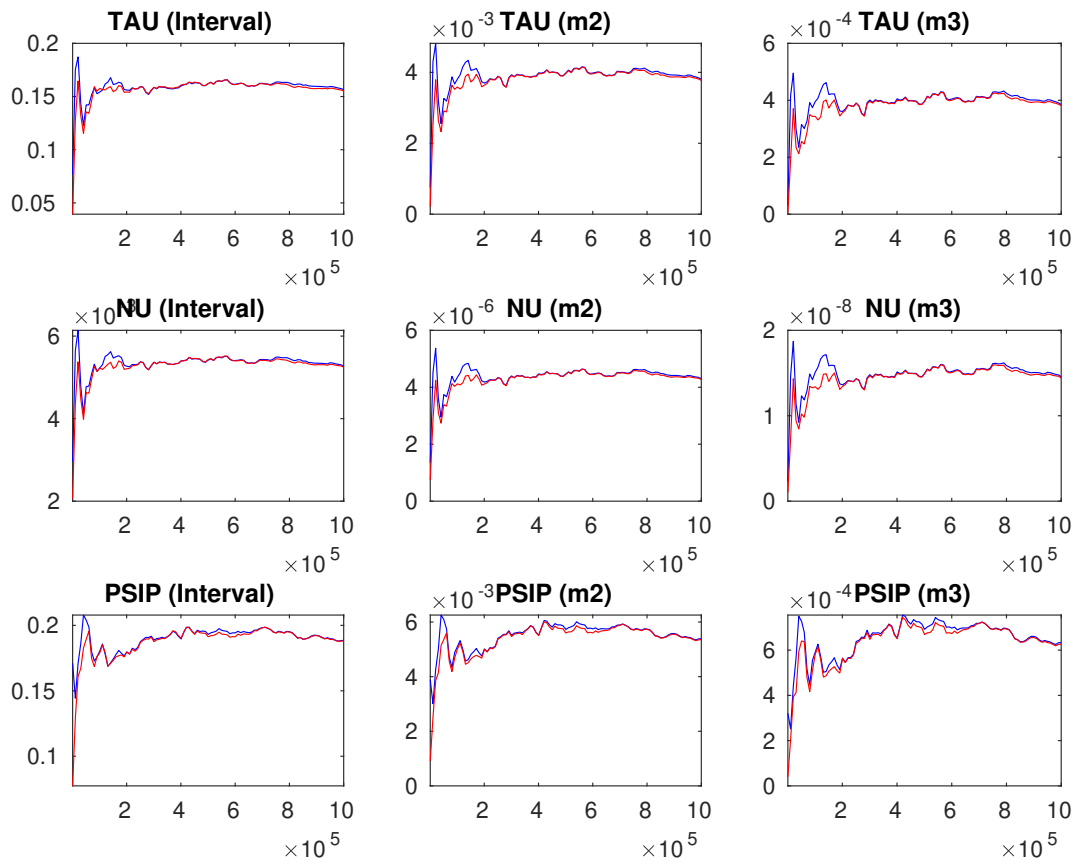 TAU (Interval)
0.2
0.15
0.1
0.05
2 4 6 8 10
×10^5
×10^-3 TAU (m2)
4
2
0
2 4 6 8 10
×10^5
×10^-4 TAU (m3)
6
4
2
0
2 4 6 8 10
×10^5
×10^-3 NU (Interval)
6
4
2
2 4 6 8 10
×10^5
×10^-6 NU (m2)
6
4
2
0
2 4 6 8 10
×10^5
×10^-8 NU (m3)
2
1
0
2 4 6 8 10
×10^5
PSIP (Interval)
0.2
0.15
0.1
2 4 6 8 10
×10^5
×10^-3 PSIP (m2)
6
4
2
0
2 4 6 8 10
×10^5
×10^-4 PSIP (m3)
6
4
2
0
2 4 6 8 10
×10^5